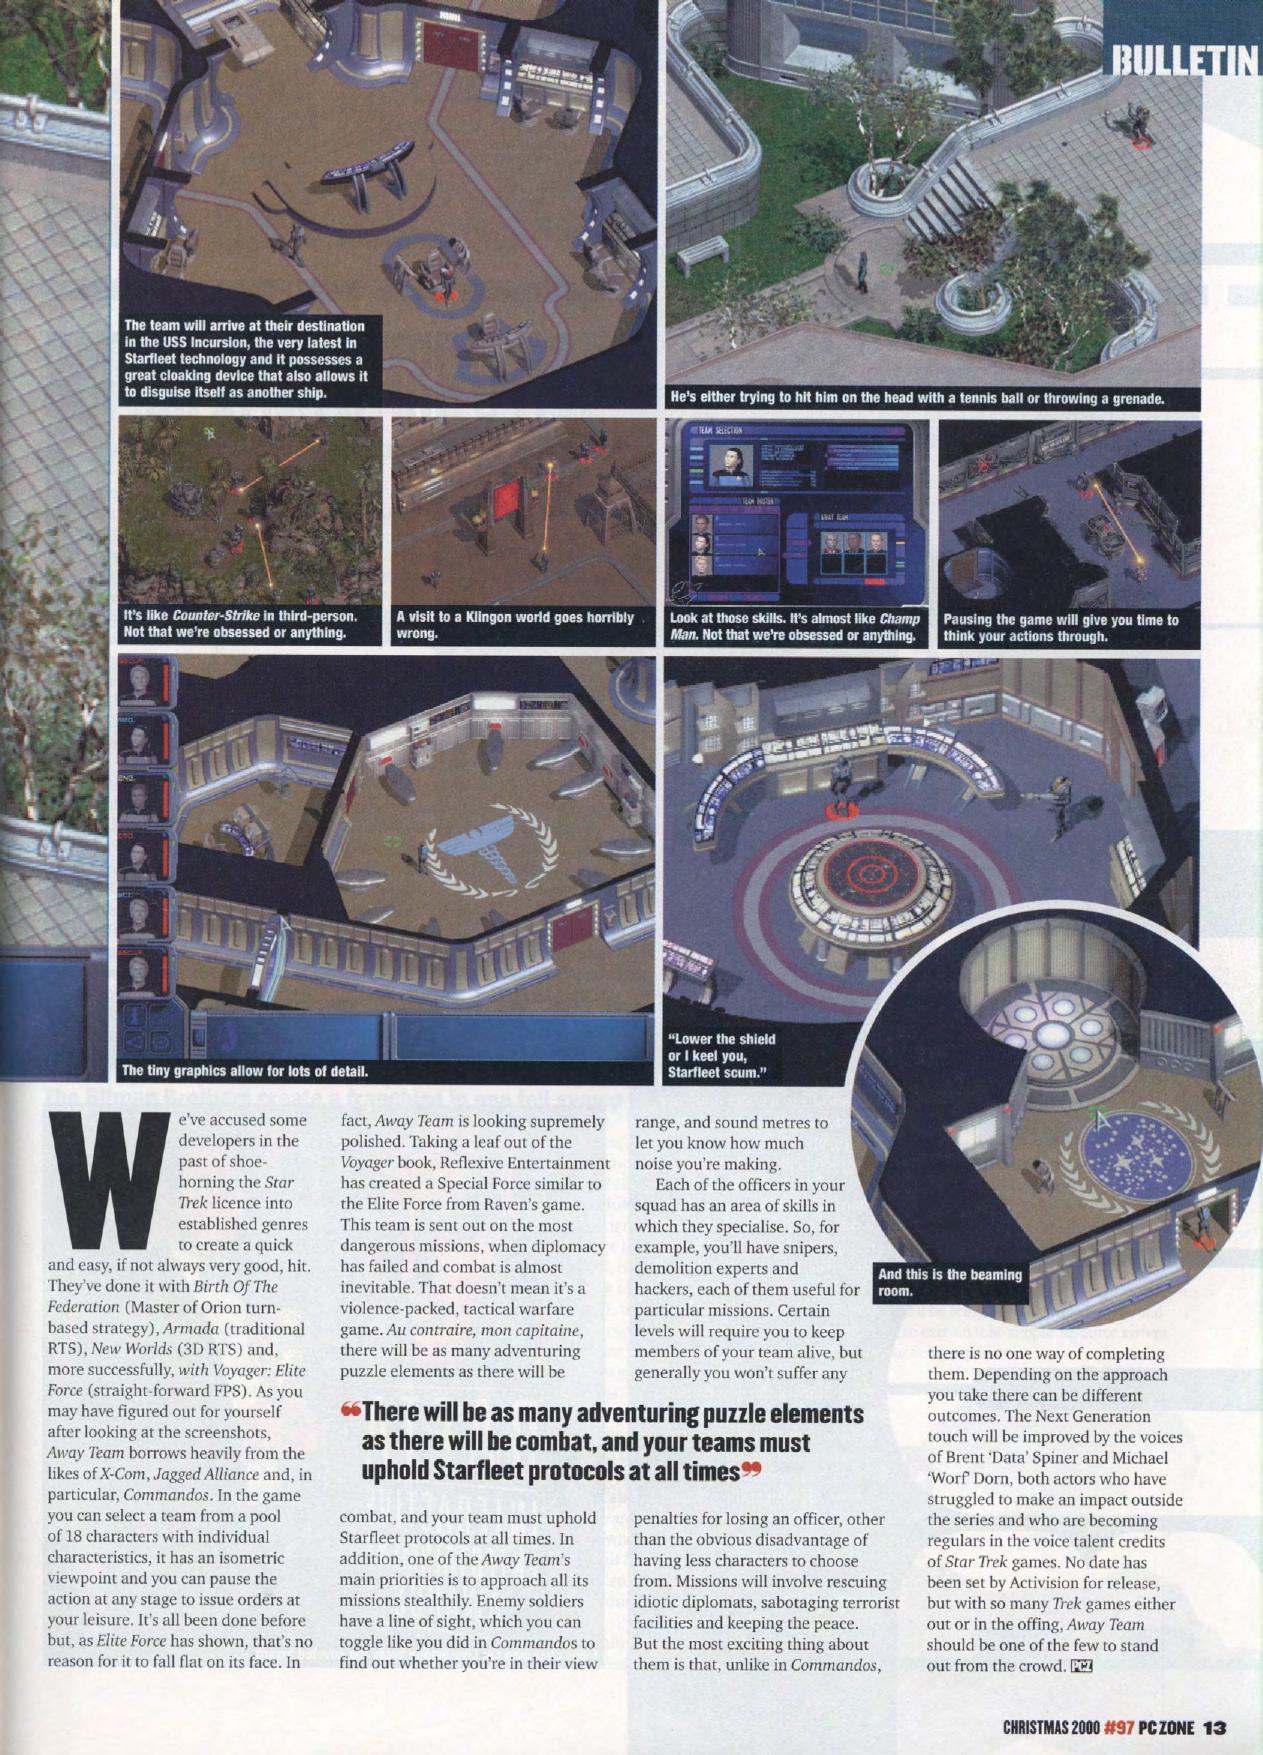 BULLETIN
The team will arrive at their destination
in the USS Incursion, the very latest in
Starfleet technology and it possesses a
great cloaking device that also allows it
to disguise itself as another ship.
He's either trying to hit him on the head with a tennis ball or throwing a grenade.
It's like Counter-Strike in third-person.
Not that we're obsessed or anything.
A visit to a Klingon world goes horribly
wrong.
TEAM SELECTION
TEAM ROSTER
AWAY TEAM
Look at those skills. It's almost like Champ
Man. Not that we're obsessed or anything.
Pausing the game will give you time to
think your actions through.
The tiny graphics allow for lots of detail.
"Lower the shield
or I keel you,
Starfleet scum."
And this is the beaming
room.
We've accused some
developers in the
past of shoe-
horning the Star
Trek licence into
established genres
to create a quick
and easy, if not always very good, hit.
They've done it with Birth Of The
Federation (Master of Orion turn-
based strategy), Armada (traditional
RTS), New Worlds (3D RTS) and,
more successfully, with Voyager: Elite
Force (straight-forward FPS). As you
may have figured out for yourself
after looking at the screenshots,
Away Team borrows heavily from the
likes of X-Com, Jagged Alliance and, in
particular, Commandos. In the game
you can select a team from a pool
of 18 characters with individual
characteristics, it has an isometric
viewpoint and you can pause the
action at any stage to issue orders at
your leisure. It's all been done before
but, as Elite Force has shown, that's no
reason for it to fall flat on its face. In
fact, Away Team is looking supremely
polished. Taking a leaf out of the
Voyager book, Reflexive Entertainment
has created a Special Force similar to
the Elite Force from Raven's game.
This team is sent out on the most
dangerous missions, when diplomacy
has failed and combat is almost
inevitable. That doesn't mean it's a
violence-packed, tactical warfare
game. Au contraire, mon capitaine,
there will be as many adventuring
puzzle elements as there will be
“There will be as many adventuring puzzle elements
as there will be combat, and your teams must
uphold Starfleet protocols at all times”
combat, and your team must uphold
Starfleet protocols at all times. In
addition, one of the Away Team's
main priorities is to approach all its
missions stealthily. Enemy soldiers
have a line of sight, which you can
toggle like you did in Commandos to
find out whether you're in their view
range, and sound metres to
let you know how much
noise you're making.
Each of the officers in your
squad has an area of skills in
which they specialise. So, for
example, you'll have snipers,
demolition experts and
hackers, each of them useful for
particular missions. Certain
levels will require you to keep
members of your team alive, but
generally you won't suffer any
penalties for losing an officer, other
than the obvious disadvantage of
having less characters to choose
from. Missions will involve rescuing
idiotic diplomats, sabotaging terrorist
facilities and keeping the peace.
But the most exciting thing about
them is that, unlike in Commandos,
there is no one way of completing
them. Depending on the approach
you take there can be different
outcomes. The Next Generation
touch will be improved by the voices
of Brent ‘Data’ Spiner and Michael
‘Worf’ Dorn, both actors who have
struggled to make an impact outside
the series and who are becoming
regulars in the voice talent credits
of Star Trek games. No date has
been set by Activision for release,
but with so many Trek games either
out or in the offing, Away Team
should be one of the few to stand
out from the crowd. PCZ
CHRISTMAS 2000 #97 PC ZONE 13